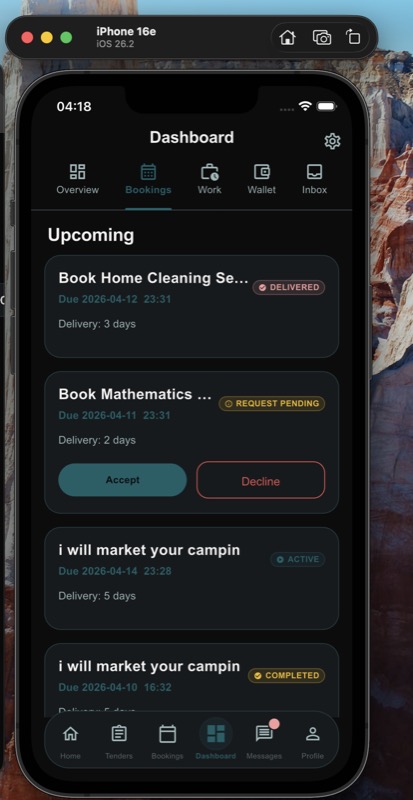 iPhone 16e
iOS 26.2
04:18
Dashboard
Overview
Bookings
Work
Wallet
Inbox
Upcoming
Book Home Cleaning Se...
DELIVERED
Due 2026-04-12 23:31
Delivery: 3 days
Book Mathematics ...
REQUEST PENDING
Due 2026-04-11 23:31
Delivery: 2 days
Accept
Decline
i will market your campin
ACTIVE
Due 2026-04-14 23:28
Delivery: 5 days
i will market your campin
COMPLETED
Due 2026-04-10 16:32
Delivery: 5 days
Home
Tenders
Bookings
Dashboard
Messages
Profile